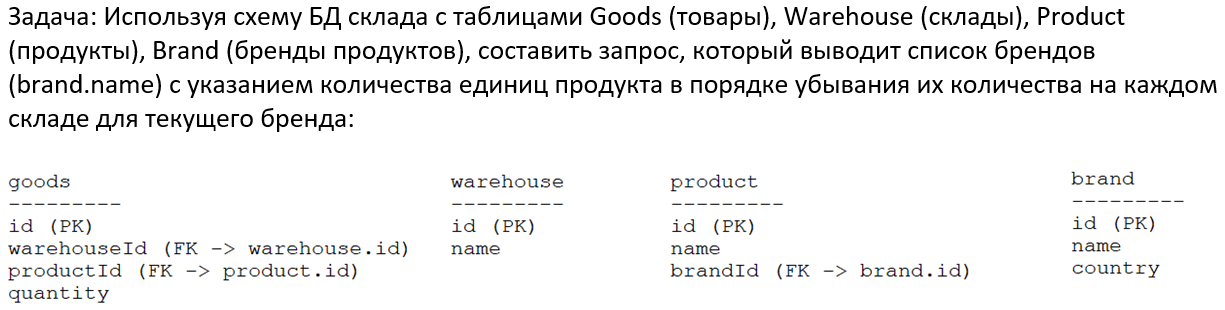 Задача: Используя схему БД склада с таблицами Goods (товары), Warehouse (склады), Product
(продукты), Brand (бренды продуктов), составить запрос, который выводит список брендов
(brand.name) с указанием количества единиц продукта в порядке убывания их количества на каждом
складе для текущего бренда:
goods
---------
id (PK)
warehouseId (FK -> warehouse.id)
productId (FK -> product.id)
quantity
warehouse
---------
id (PK)
name
product
---------
id (PK)
name
brandId (FK -> brand.id)
brand
---------
id (PK)
name
country